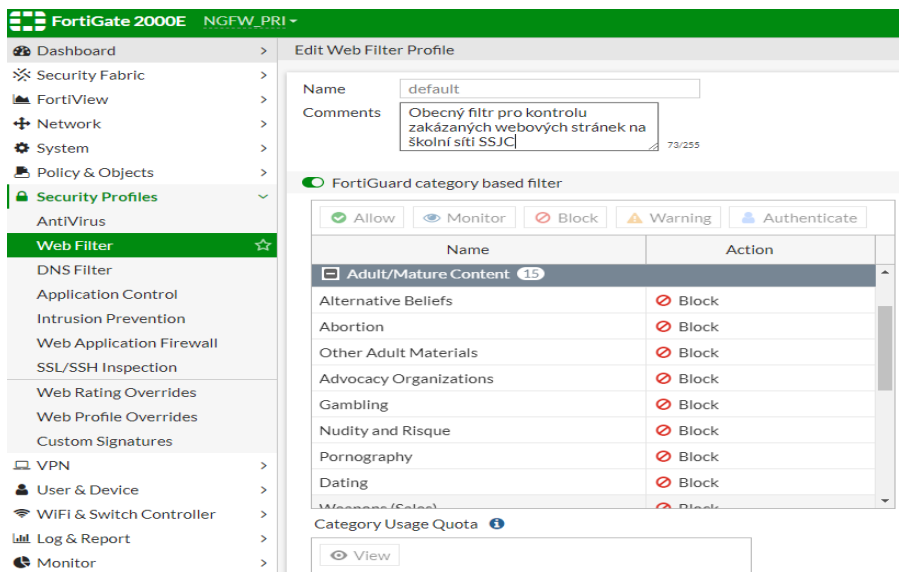 FortiGate 2000E NGFW_PRI
Dashboard
Security Fabric
FortiView
Network
System
Policy & Objects
Security Profiles
AntiVirus
Web Filter
DNS Filter
Application Control
Intrusion Prevention
Web Application Firewall
SSL/SSH Inspection
Web Rating Overrides
Web Profile Overrides
Custom Signatures
VPN
User & Device
WiFi & Switch Controller
Log & Report
Monitor
Edit Web Filter Profile
Name default
Comments Obecný filtr pro kontrolu
zakázaných webových stránek na
školní síti SSJC
73/255
FortiGuard category based filter
Allow Monitor Block Warning Authenticate
Name Action
Adult/Mature Content 15
Alternative Beliefs Block
Abortion Block
Other Adult Materials Block
Advocacy Organizations Block
Gambling Block
Nudity and Risque Block
Pornography Block
Dating Block
Weapons (Sales) Block
Category Usage Quota
View